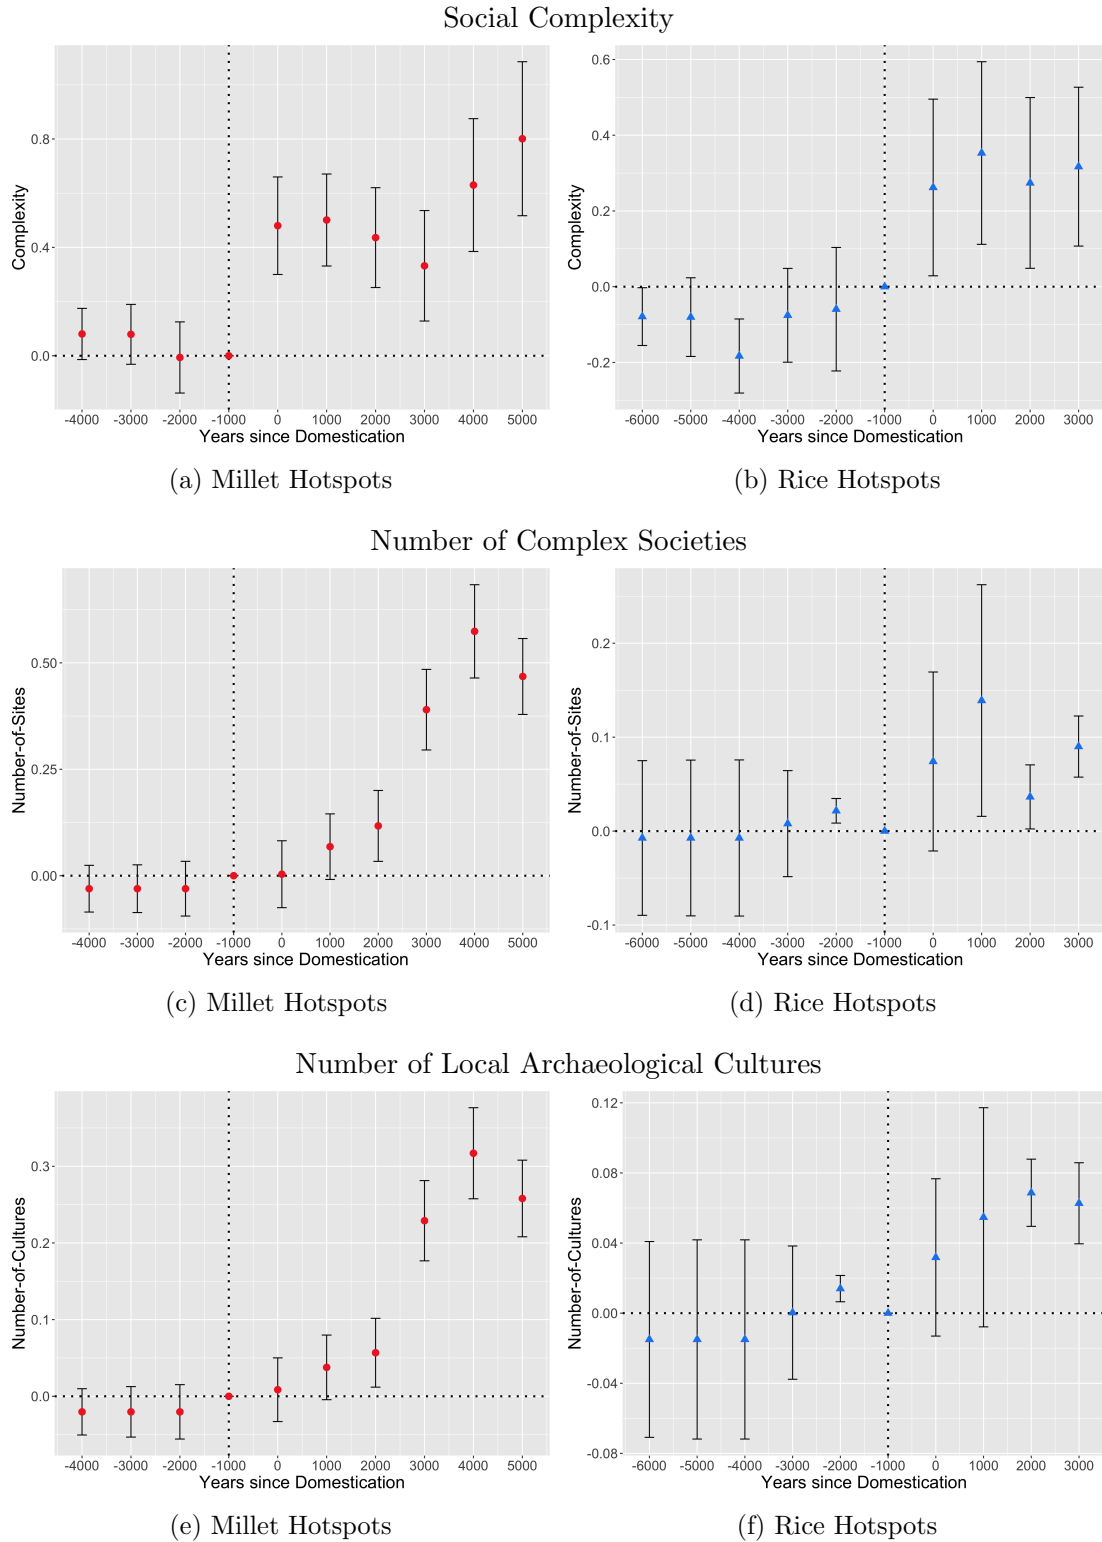 Social Complexity
Complexity
0.8
0.4
0.0
-4000 -3000 -2000 -1000 0 1000 2000 3000 4000 5000
Years since Domestication
(a) Millet Hotspots
Complexity
0.6
0.4
0.2
0.0
-0.2
-6000 -5000 -4000 -3000 -2000 -1000 0 1000 2000 3000
Years since Domestication
(b) Rice Hotspots
Number of Complex Societies
Number-of-Sites
0.50
0.25
0.00
-4000 -3000 -2000 -1000 0 1000 2000 3000 4000 5000
Years since Domestication
(c) Millet Hotspots
Number-of-Sites
0.2
0.1
0.0
-0.1
-6000 -5000 -4000 -3000 -2000 -1000 0 1000 2000 3000
Years since Domestication
(d) Rice Hotspots
Number of Local Archaeological Cultures
Number-of-Cultures
0.3
0.2
0.1
0.0
-4000 -3000 -2000 -1000 0 1000 2000 3000 4000 5000
Years since Domestication
(e) Millet Hotspots
Number-of-Cultures
0.12
0.08
0.04
0.00
-0.04
-0.08
-6000 -5000 -4000 -3000 -2000 -1000 0 1000 2000 3000
Years since Domestication
(f) Rice Hotspots